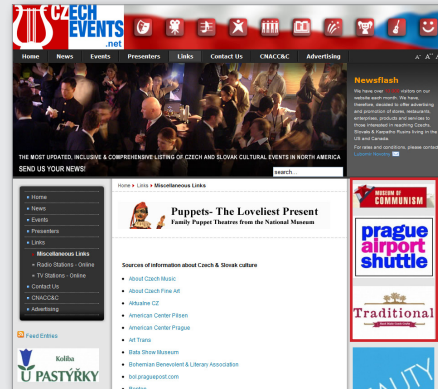 CZECH
EVENTS
.net
Home News Events Presenters Links Contact Us CNACC&C Advertising A- A+
Newsflash
We have over visitors on our
website each month. We have,
therefore, decided to offer advertising
and promotion of stores, restaurants,
enterprises, products and services to
those interested in reaching Czechs,
Slovaks & Karpatho Rusyns living in the
US and Canada.
For rates and conditions, please contact
THE MOST UPDATED, INCLUSIVE & COMPREHENSIVE LISTING OF CZECH AND SLOVAK CULTURAL EVENTS IN NORTH AMERICA
SEND US YOUR NEWS!
search...
Home
News
Events
Presenters
Links
Miscellaneous Links
Radio Stations - Online
TV Stations - Online
Contact Us
CNACC&C
Advertising
Feed Entries
Koliba
U PASTÝŘKY
Home Links Miscellaneous Links
Puppets- The Loveliest Present
Family Puppet Theatres from the National Museum
Sources of information about Czech & Slovak culture
About Czech Music
About Czech Fine Art
Aktualne CZ
American Center Pilsen
American Center Prague
Art Trans
Bata Show Museum
Bohemian Benevolent & Literary Association
bol.praguepost.com
MUSEUM OF
COMMUNISM
prague
airport
shuttle
Traditional